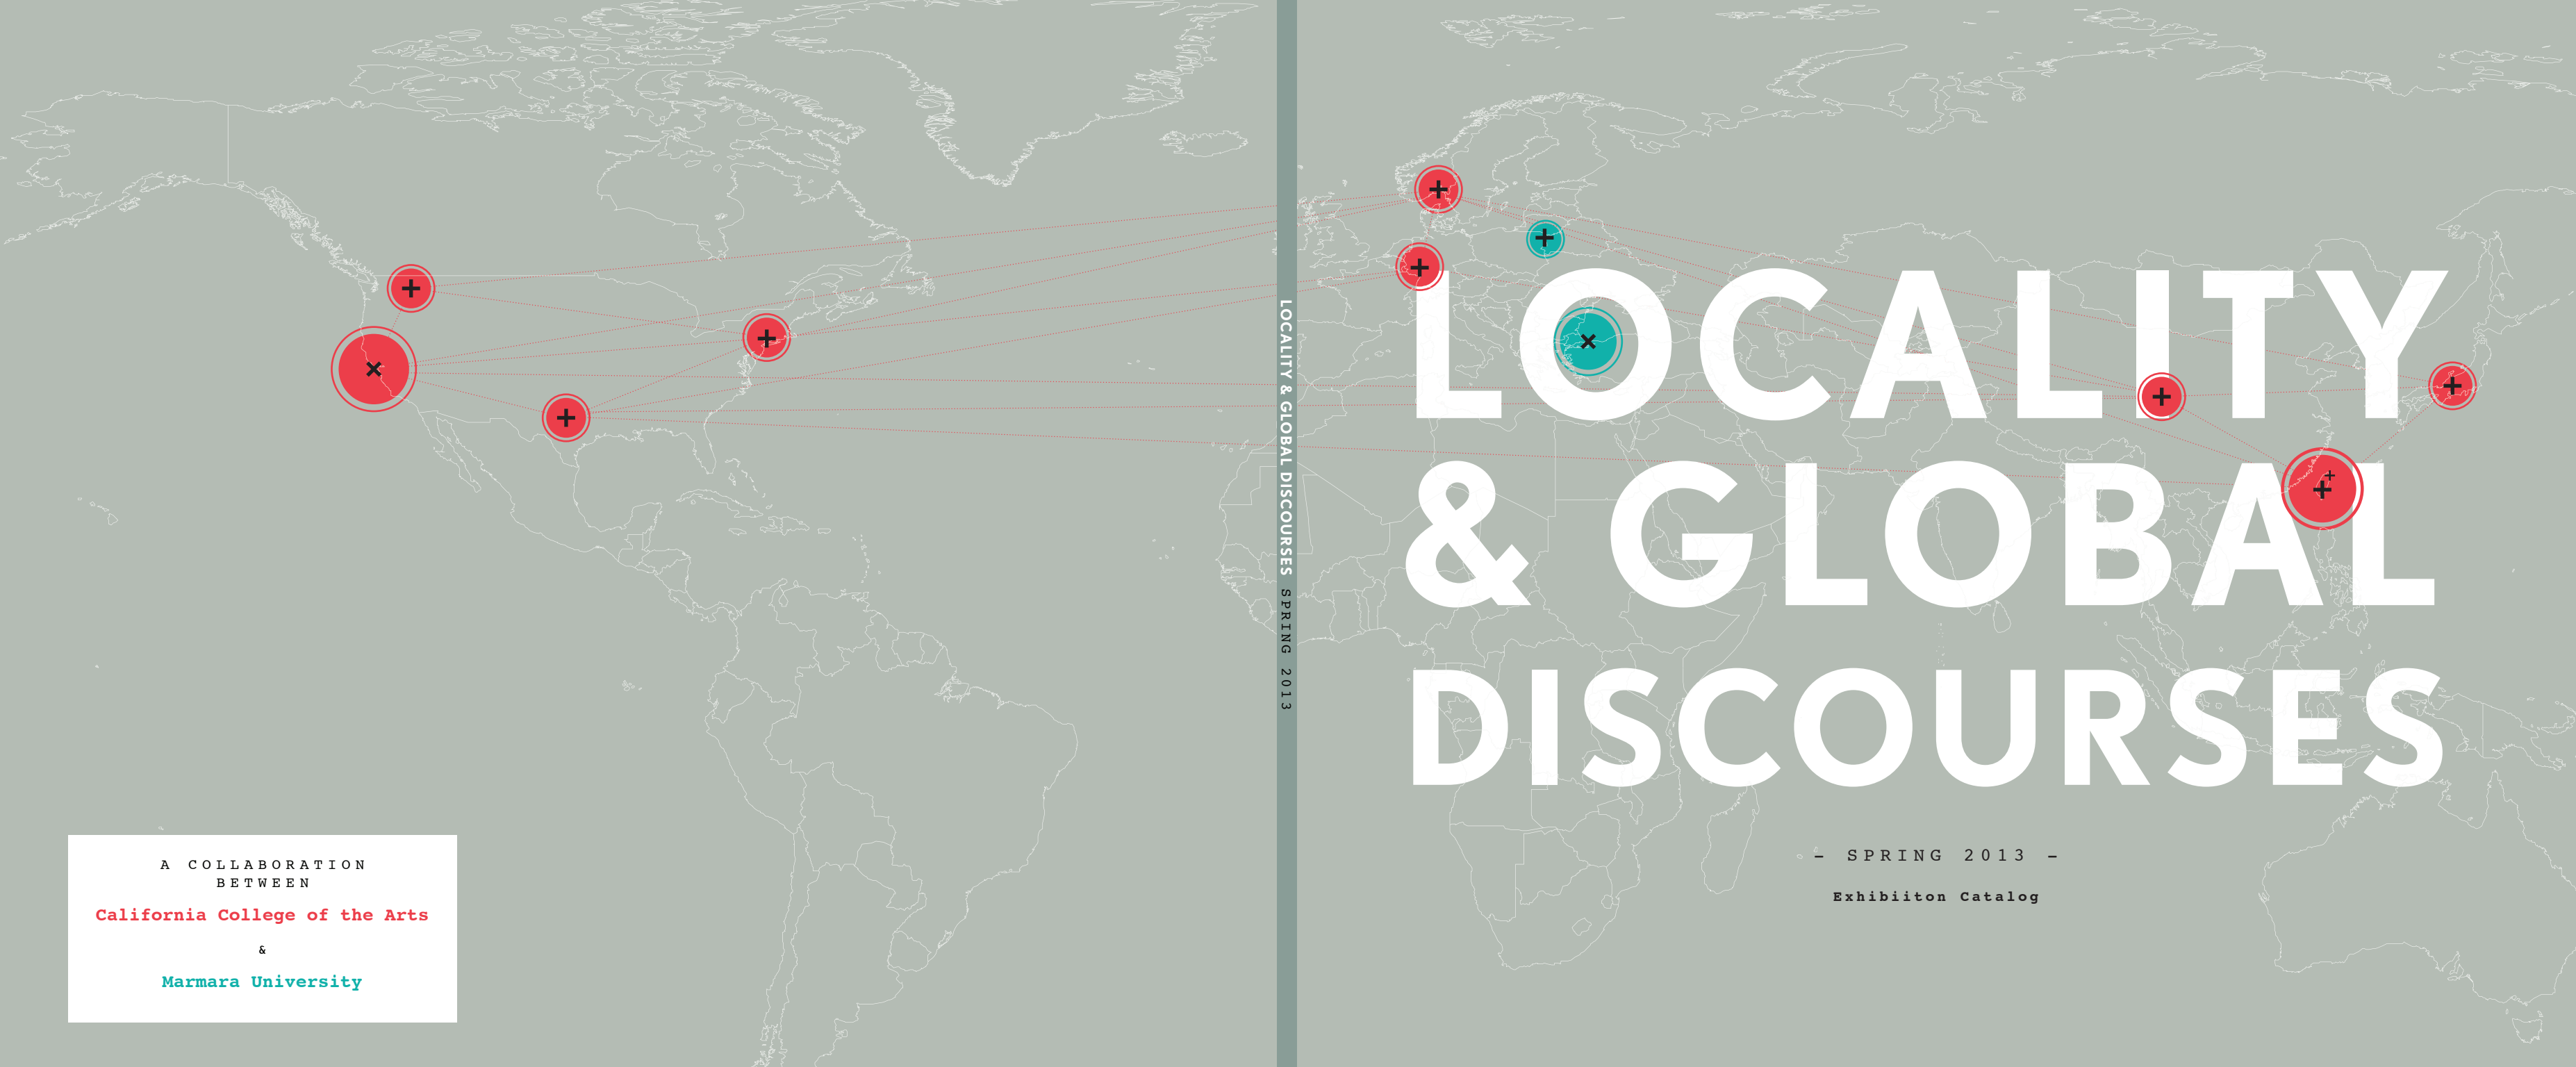 A COLLABORATION
BETWEEN
California College of the Arts
&
Marmara University
LOCALITY & GLOBAL DISCOURSES SPRING 2013
LOCALITY
& GLOBAL
DISCOURSES
- SPRING 2013 -
Exhibiiton Catalog